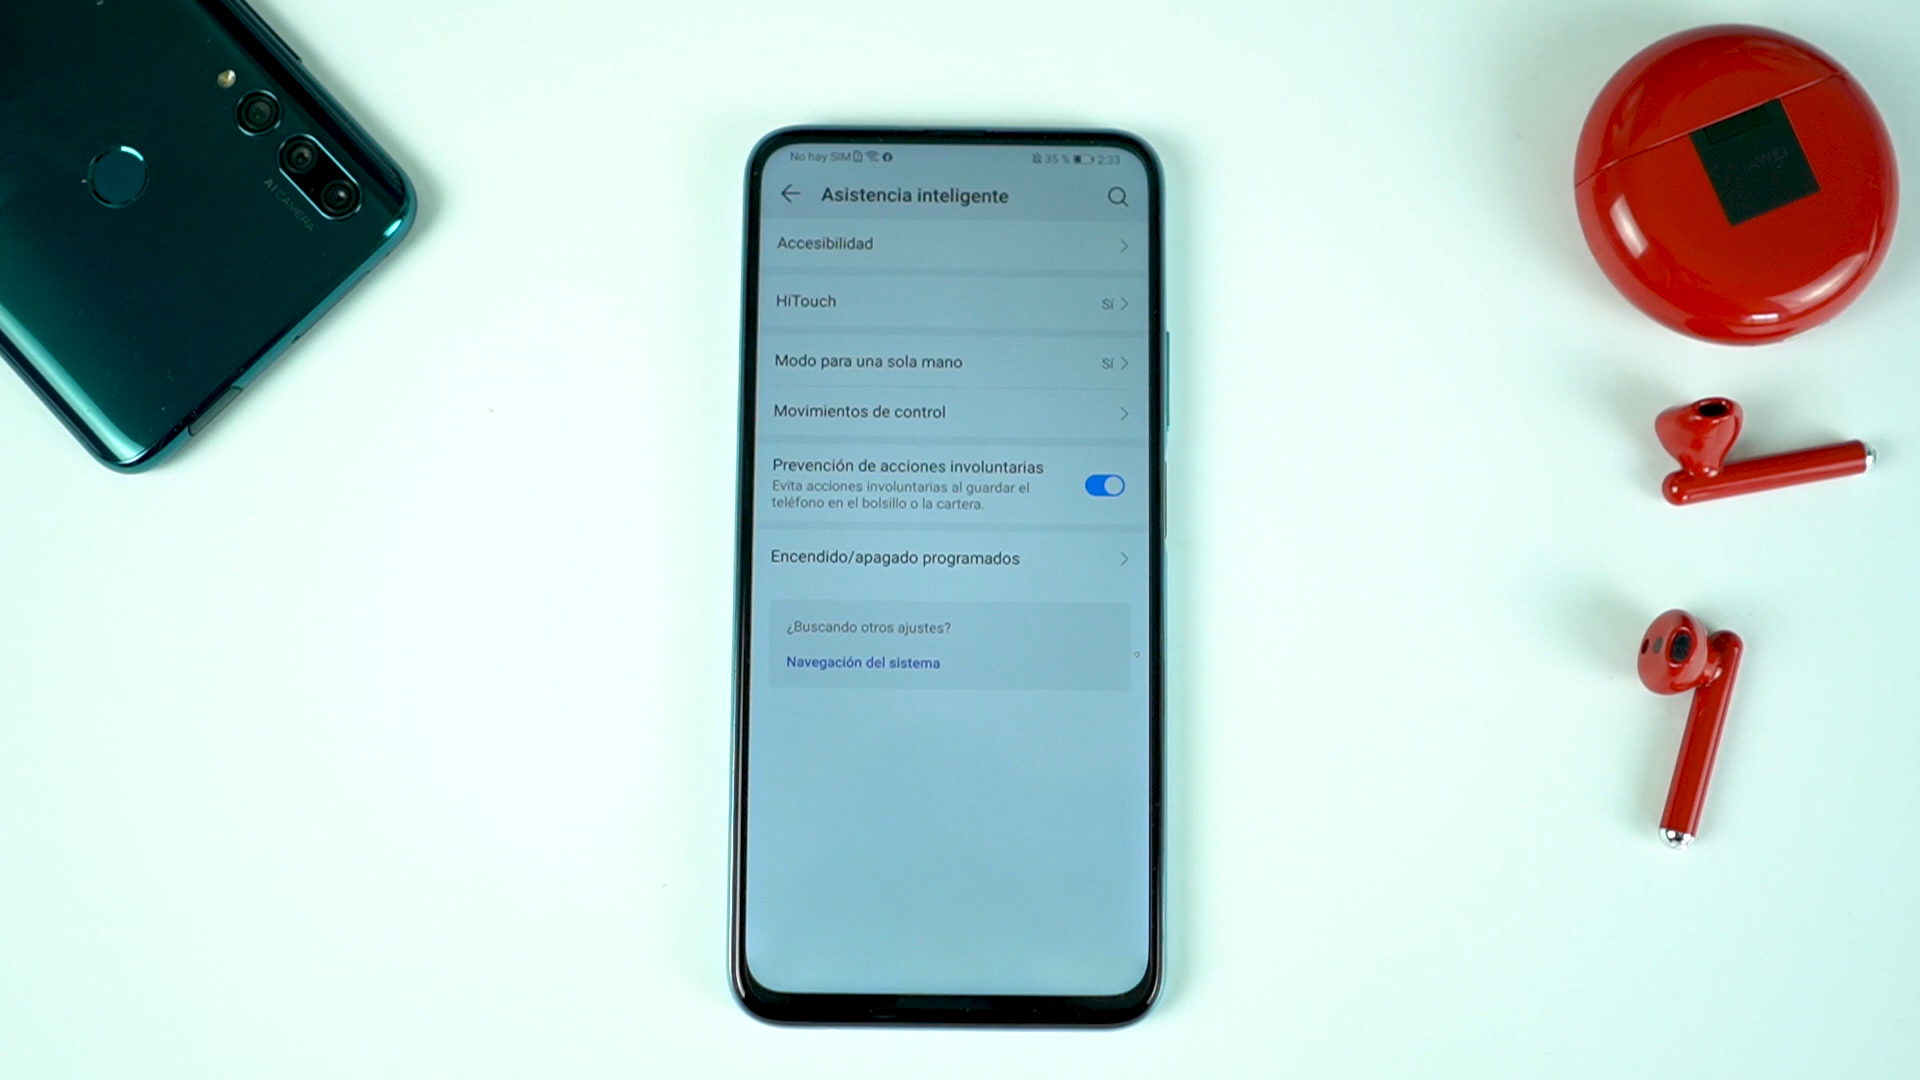 No hay SIM
35 % 2:33
Asistencia inteligente
Accesibilidad
HiTouch
Sí
Modo para una sola mano
Sí
Movimientos de control
Prevención de acciones involuntarias
Evita acciones involuntarias al guardar el
teléfono en el bolsillo o la cartera.
Encendido/apagado programados
¿Buscando otros ajustes?
Navegación del sistema
AI CAMERA
HUAWEI